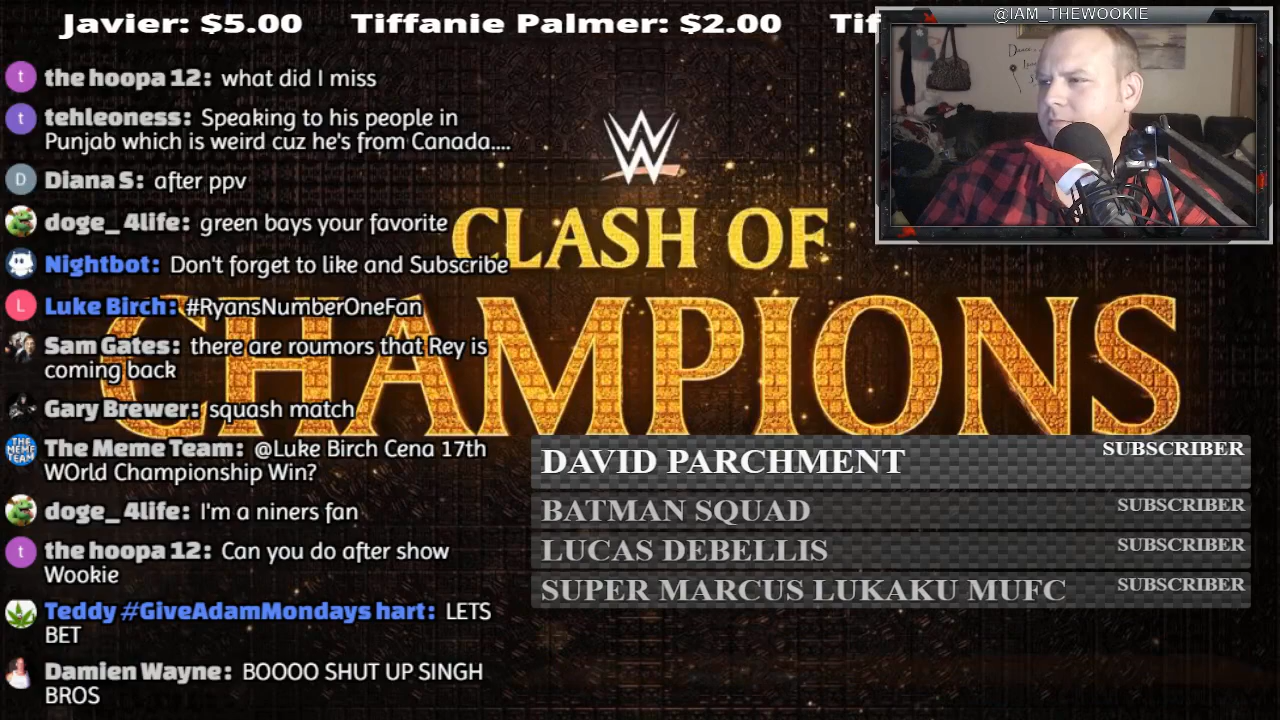 Javier: $5.00 Tiffanie Palmer: $2.00 Tif
@IAM_THEWOOKIE
the hoopa 12: what did I miss
tehleoness: Speaking to his people in
Punjab which is weird cuz he's from Canada....
Diana S: after ppv
doge_4life: green bays your favorite
Nightbot: Don't forget to like and Subscribe
Luke Birch: #RyansNumberOneFan
Sam Gates: there are roumors that Rey is
coming back
Gary Brewer: squash match
The Meme Team: @Luke Birch Cena 17th
WOrld Championship Win?
doge_4life: I'm a niners fan
the hoopa 12: Can you do after show
Wookie
Teddy #GiveAdamMondays hart: LETS
BET
Damien Wayne: BOOOO SHUT UP SINGH
BROS
W
CLASH OF
CHAMPIONS
DAVID PARCHMENT SUBSCRIBER
BATMAN SQUAD SUBSCRIBER
LUCAS DEBELLIS SUBSCRIBER
SUPER MARCUS LUKAKU MUFC SUBSCRIBER
t
t
D
L
THE
MEME
TEAM
t